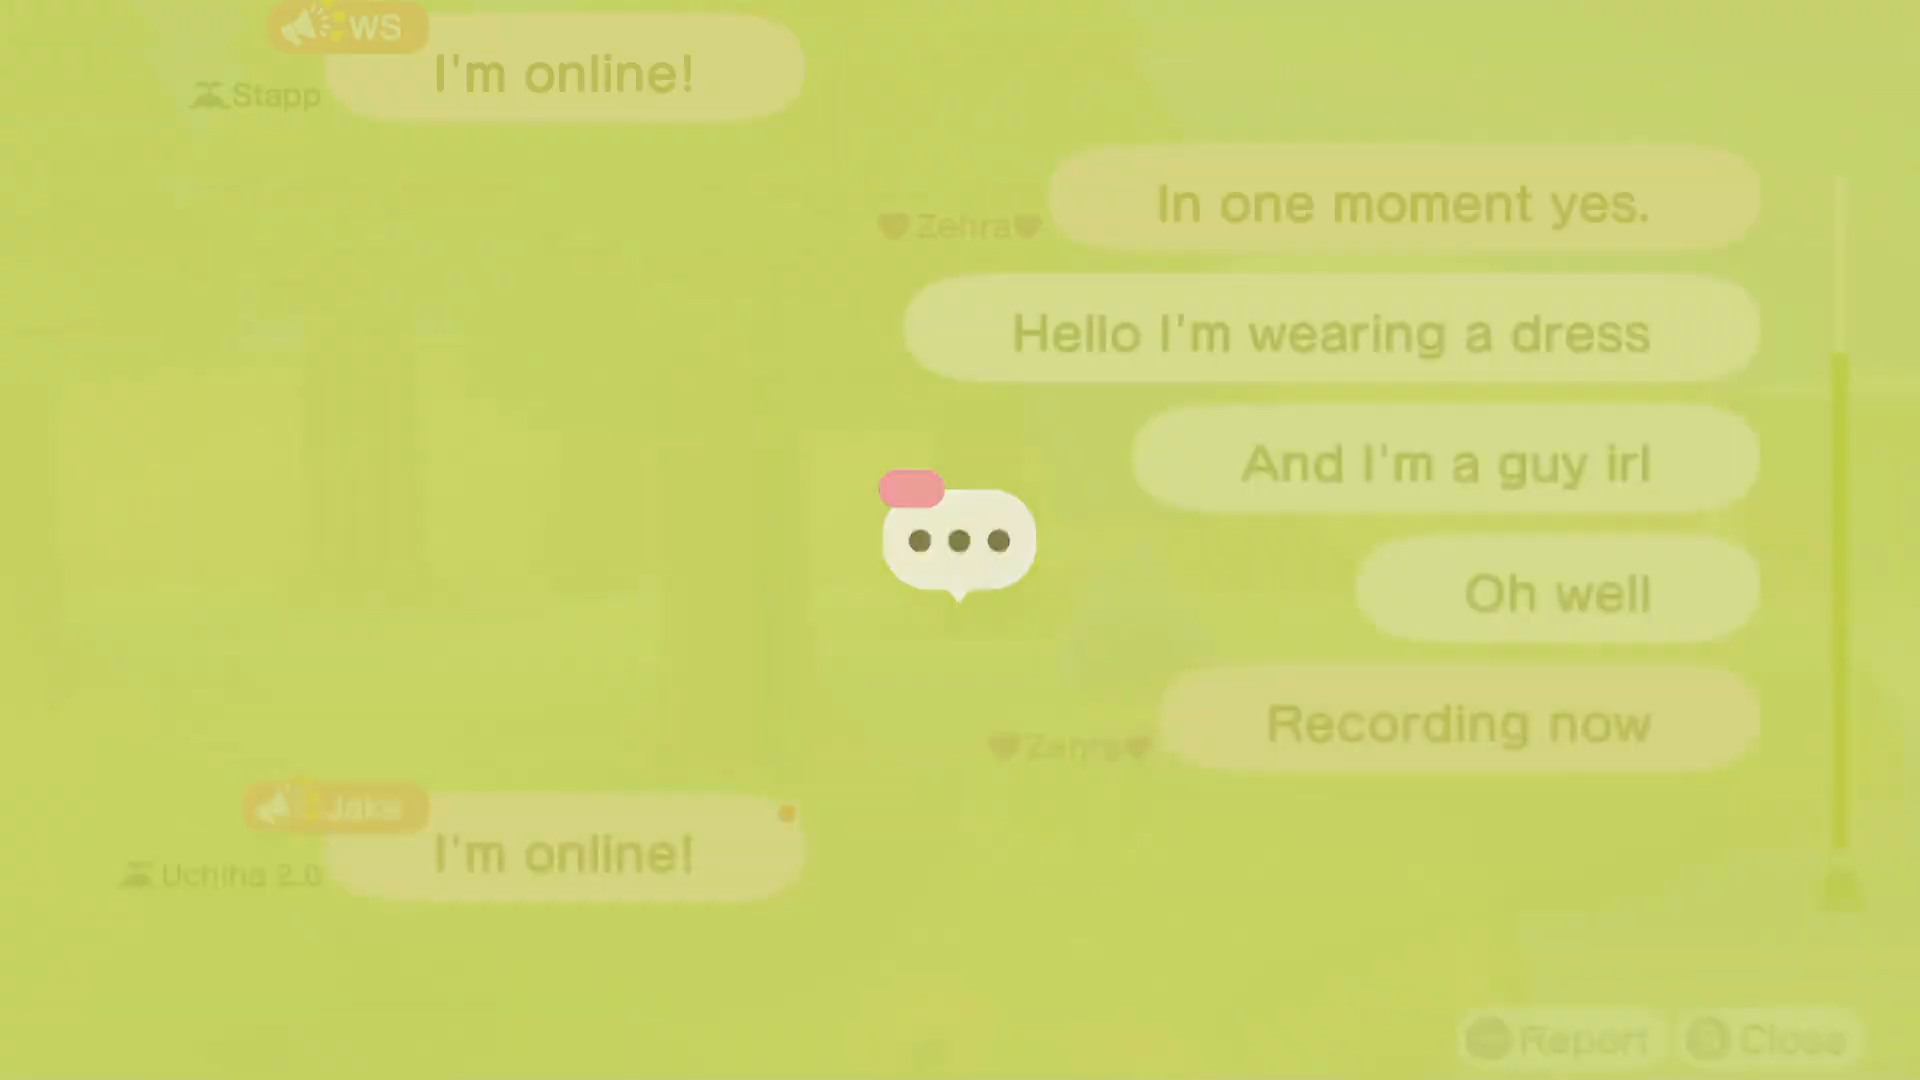 WS
I'm online!
Stapp
In one moment yes.
Zehra
Hello I'm wearing a dress
And I'm a guy irl
Oh well
Recording now
Zehra
Jake
I'm online!
Uchiha 2.0
Report
Close